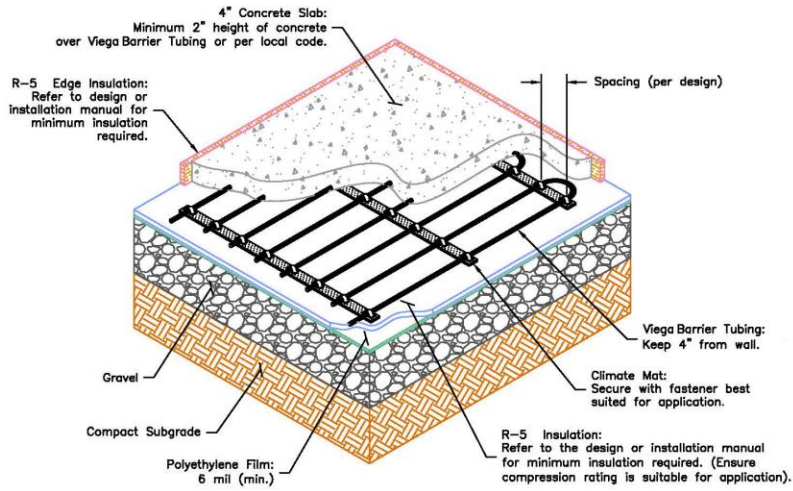 4" Concrete Slab:
Minimum 2" height of concrete
over Viega Barrier Tubing or per local code.
R-5 Edge Insulation:
Refer to design or
installation manual for
minimum insulation
required.
Spacing (per design)
Viega Barrier Tubing:
Keep 4" from wall.
Climate Mat:
Secure with fastener best
suited for application.
Gravel
Compact Subgrade
Polyethylene Film:
6 mil (min.)
R-5 Insulation:
Refer to the design or installation manual
for minimum insulation required. (Ensure
compression rating is suitable for application).